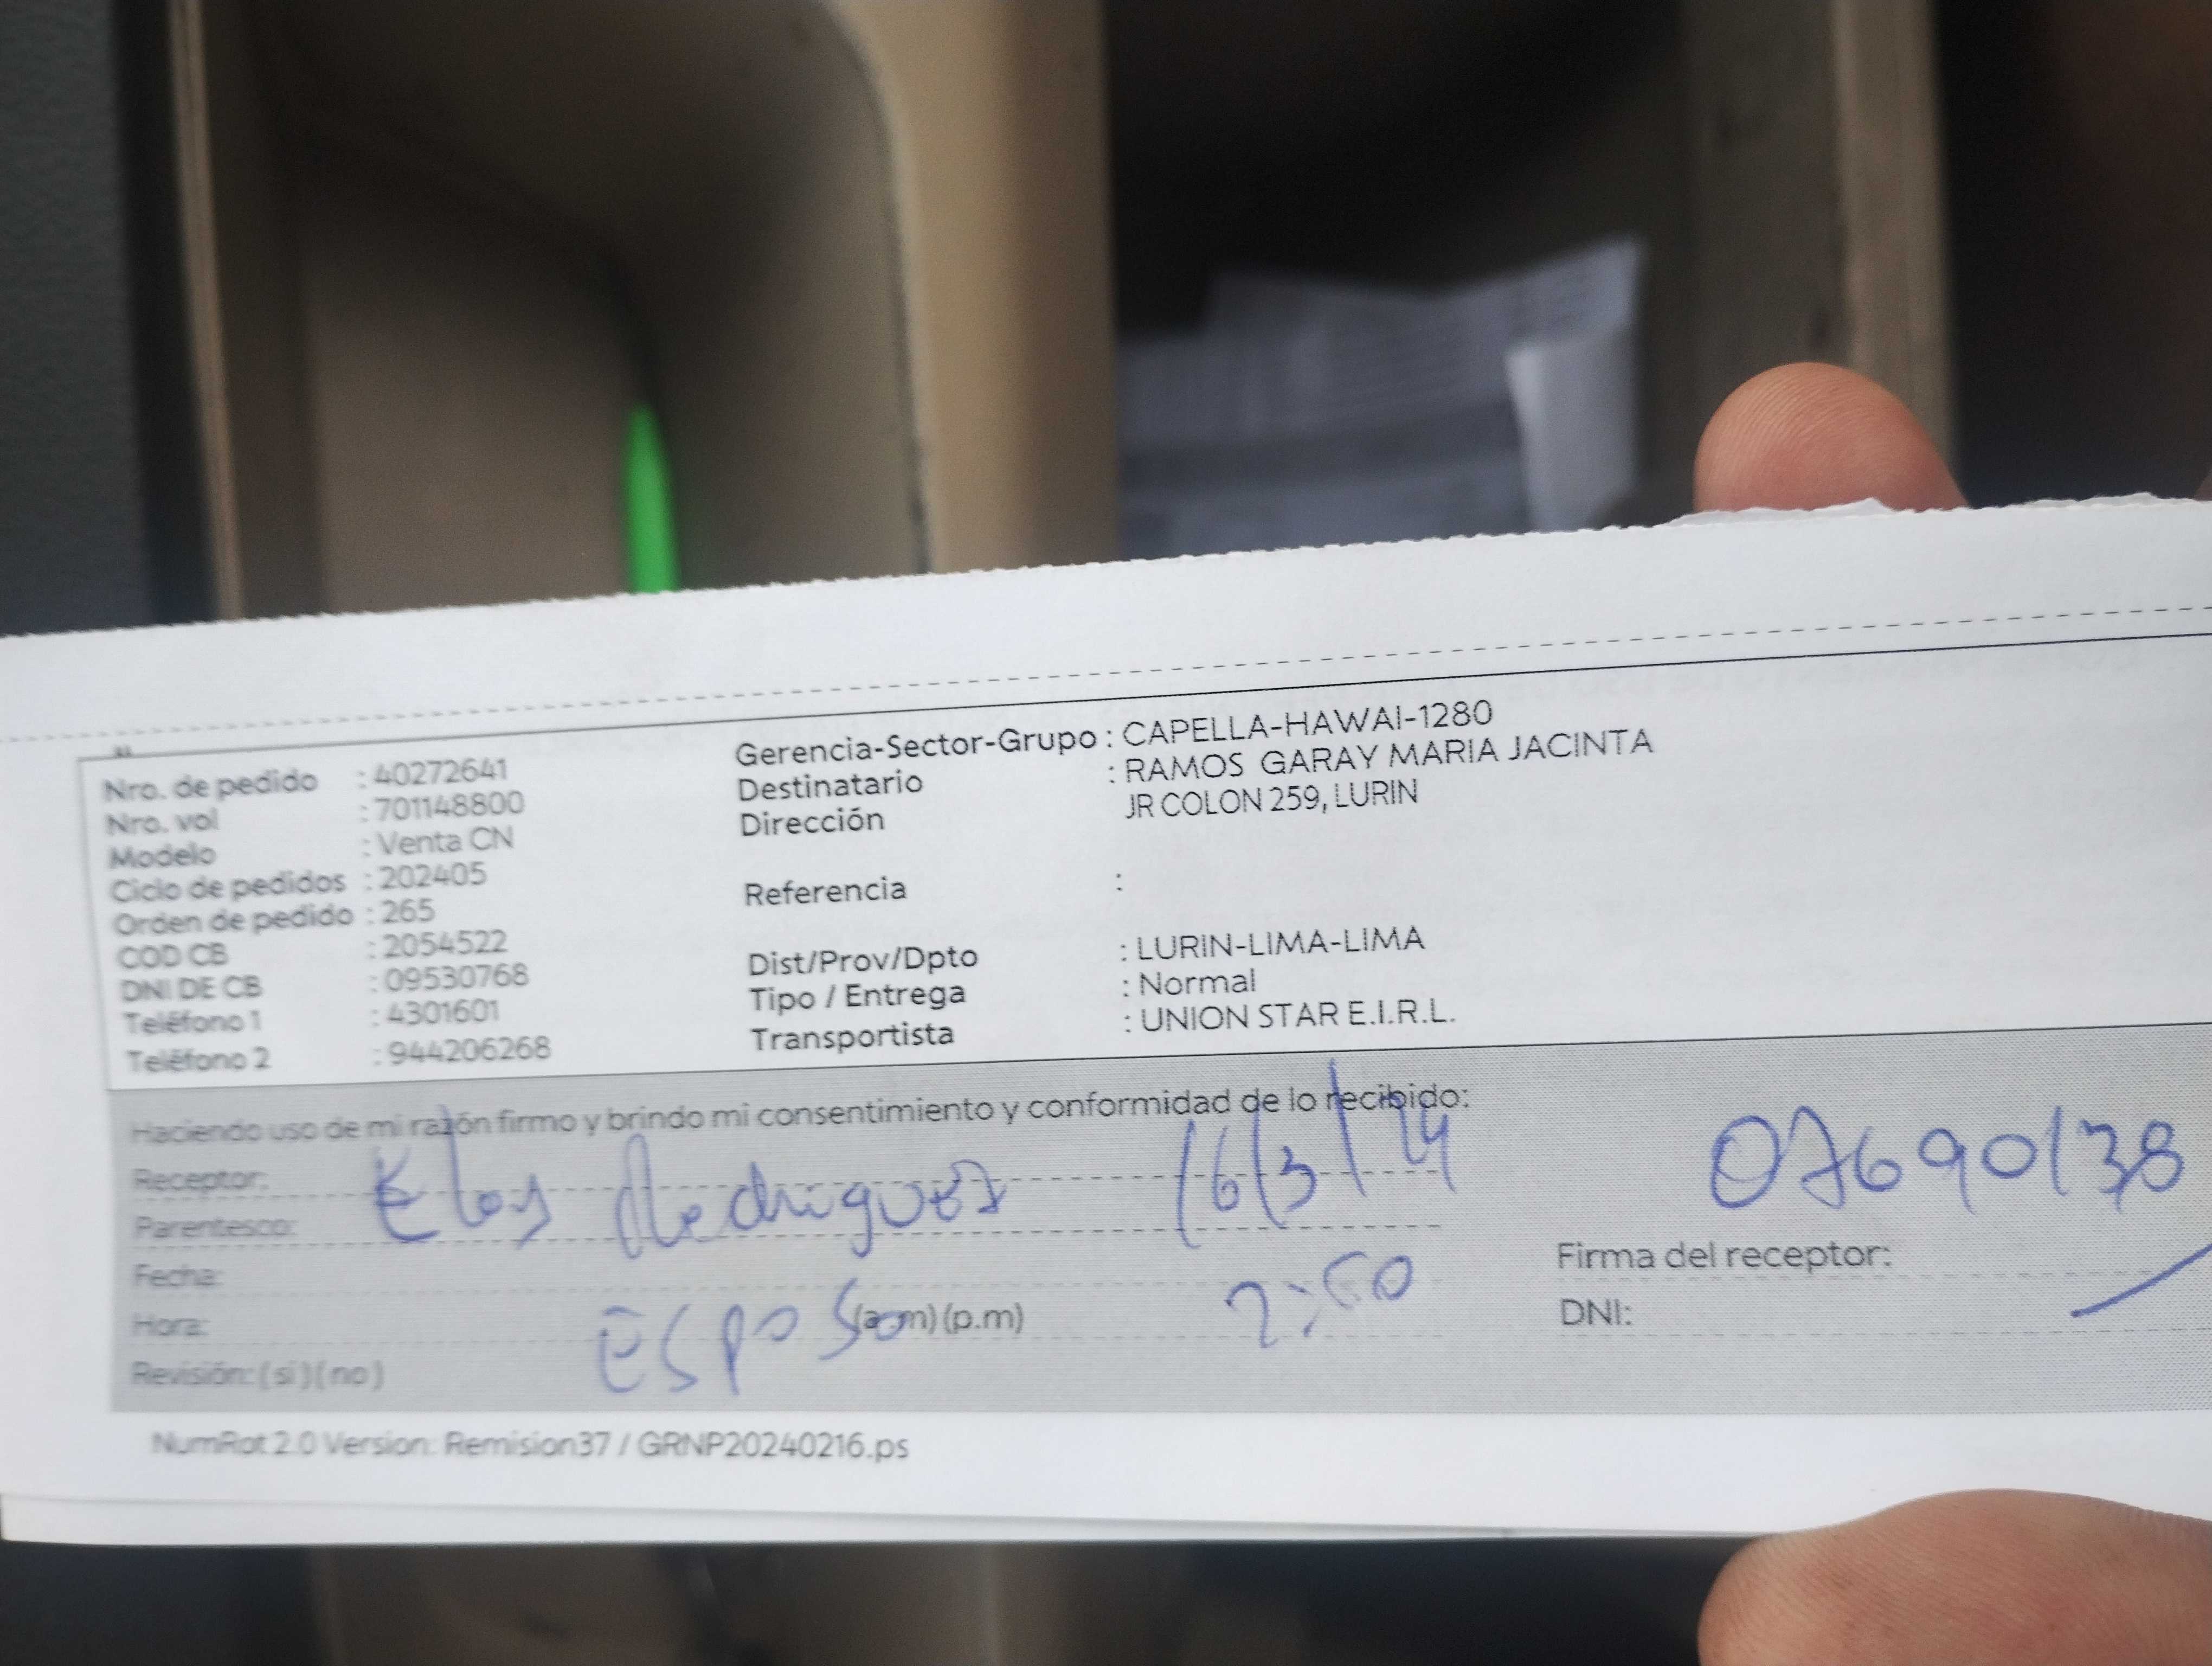 Nro. de pedido : 40272641
Nro. vol : 701148800
Modelo : Venta CN
Ciclo de pedidos : 202405
Orden de pedido : 265
COD CB : 2054522
DNI DE CB : 09530768
Teléfono 1 : 4301601
Teléfono 2 : 944206268
Gerencia-Sector-Grupo : CAPELLA-HAWAI-1280
Destinatario : RAMOS GARAY MARIA JACINTA
Dirección JR COLON 259, LURIN
Referencia :
Dist/Prov/Dpto : LURIN-LIMA-LIMA
Tipo / Entrega : Normal
Transportista : UNION STAR E.I.R.L.
Haciendo uso de mi razón firmo y brindo mi consentimiento y conformidad de lo recibido:
Receptor: Rodriguez 16/3/24
Parentesco:
Fecha:
Hora: (a.m) (p.m) 2:50
Esposo
Revisión: ( si ) ( no )
07690138
Firma del receptor:
DNI:
NumRot 2.0 Version: Remision37 / GRNP20240216.ps